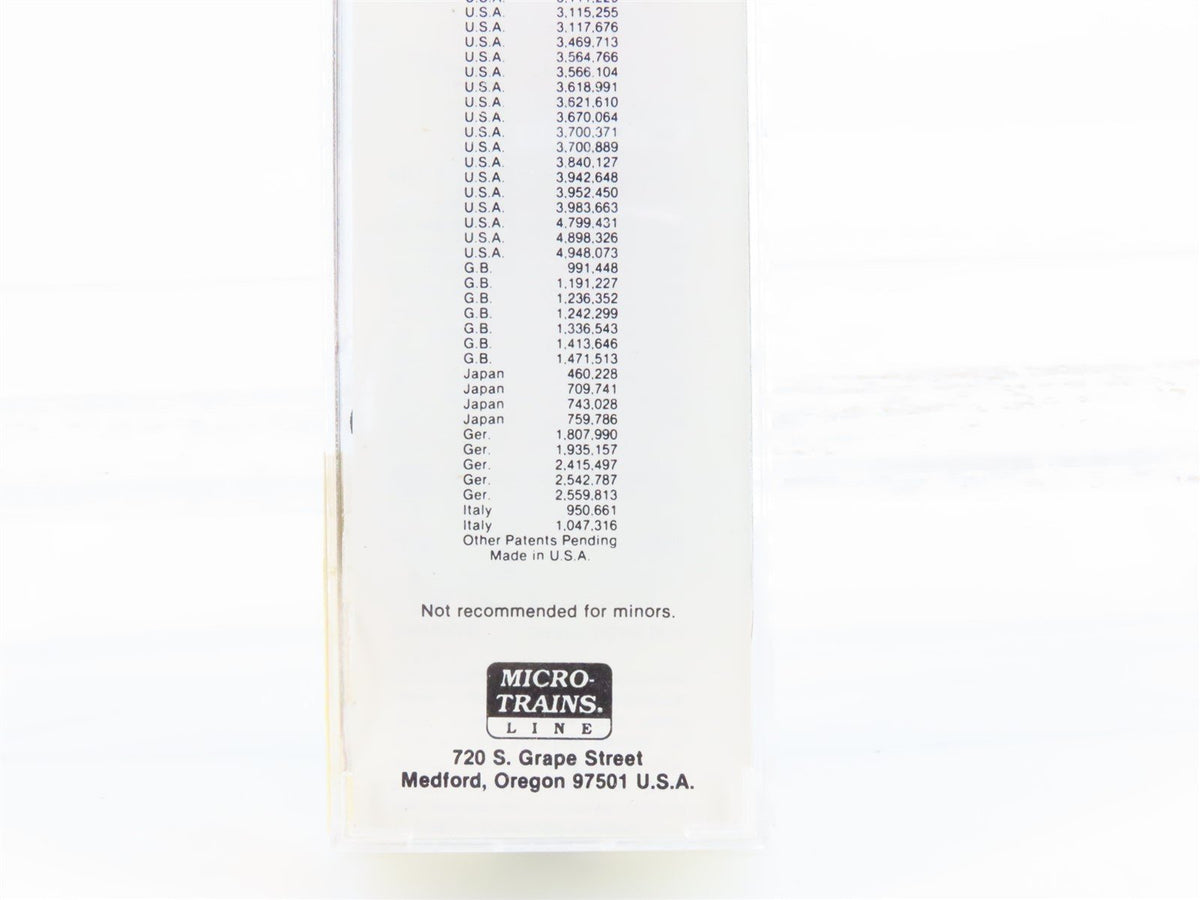 U.S.A. 3,115,255
U.S.A. 3,117,676
U.S.A. 3,469,713
U.S.A. 3,564,766
U.S.A. 3,566,104
U.S.A. 3,618,991
U.S.A. 3,621,610
U.S.A. 3,670,064
U.S.A. 3,700,371
U.S.A. 3,700,889
U.S.A. 3,840,127
U.S.A. 3,942,648
U.S.A. 3,952,450
U.S.A. 3,983,663
U.S.A. 4,799,431
U.S.A. 4,898,326
U.S.A. 4,948,073
G.B. 991,448
G.B. 1,191,227
G.B. 1,236,352
G.B. 1,242,299
G.B. 1,336,543
G.B. 1,413,646
G.B. 1,471,513
Japan 460,228
Japan 709,741
Japan 743,028
Japan 759,786
Ger. 1,807,990
Ger. 1,935,157
Ger. 2,415,497
Ger. 2,542,787
Ger. 2,559,813
Italy 950,661
Italy 1,047,316
Other Patents Pending
Made in U.S.A.
Not recommended for minors.
MICRO-
TRAINS.
LINE
720 S. Grape Street
Medford, Oregon 97501 U.S.A.